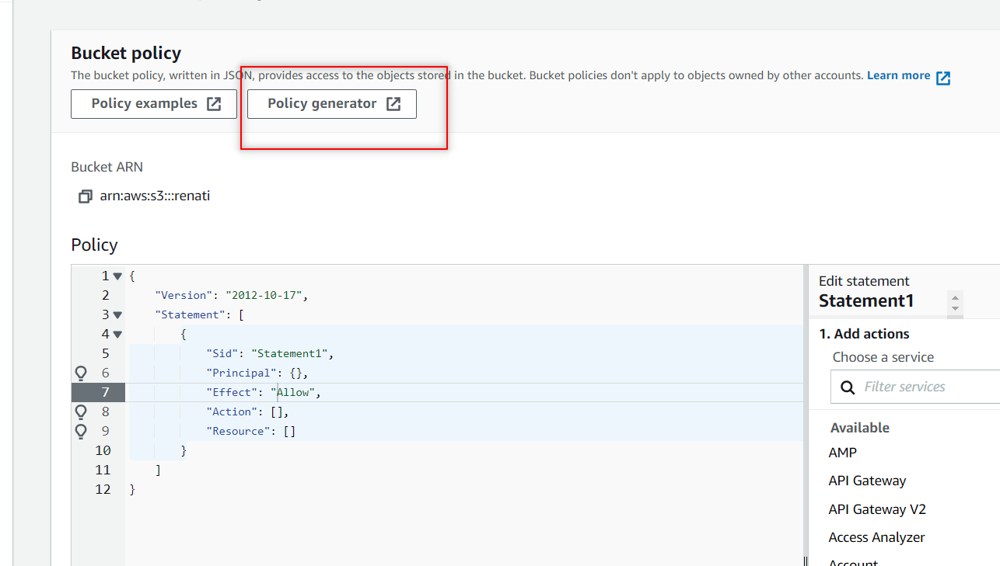 Bucket policy
The bucket policy, written in JSON, provides access to the objects stored in the bucket. Bucket policies don't apply to objects owned by other accounts. Learn more
Policy examples Policy generator
Bucket ARN
arn:aws:s3:::renati
Policy
1 {
2 "Version": "2012-10-17",
3 "Statement": [
4 {
5 "Sid": "Statement1",
6 "Principal": {},
7 "Effect": "Allow",
8 "Action": [],
9 "Resource": []
10 }
11 ]
12 }
Edit statement
Statement1
1. Add actions
Choose a service
Filter services
Available
AMP
API Gateway
API Gateway V2
Access Analyzer
Account